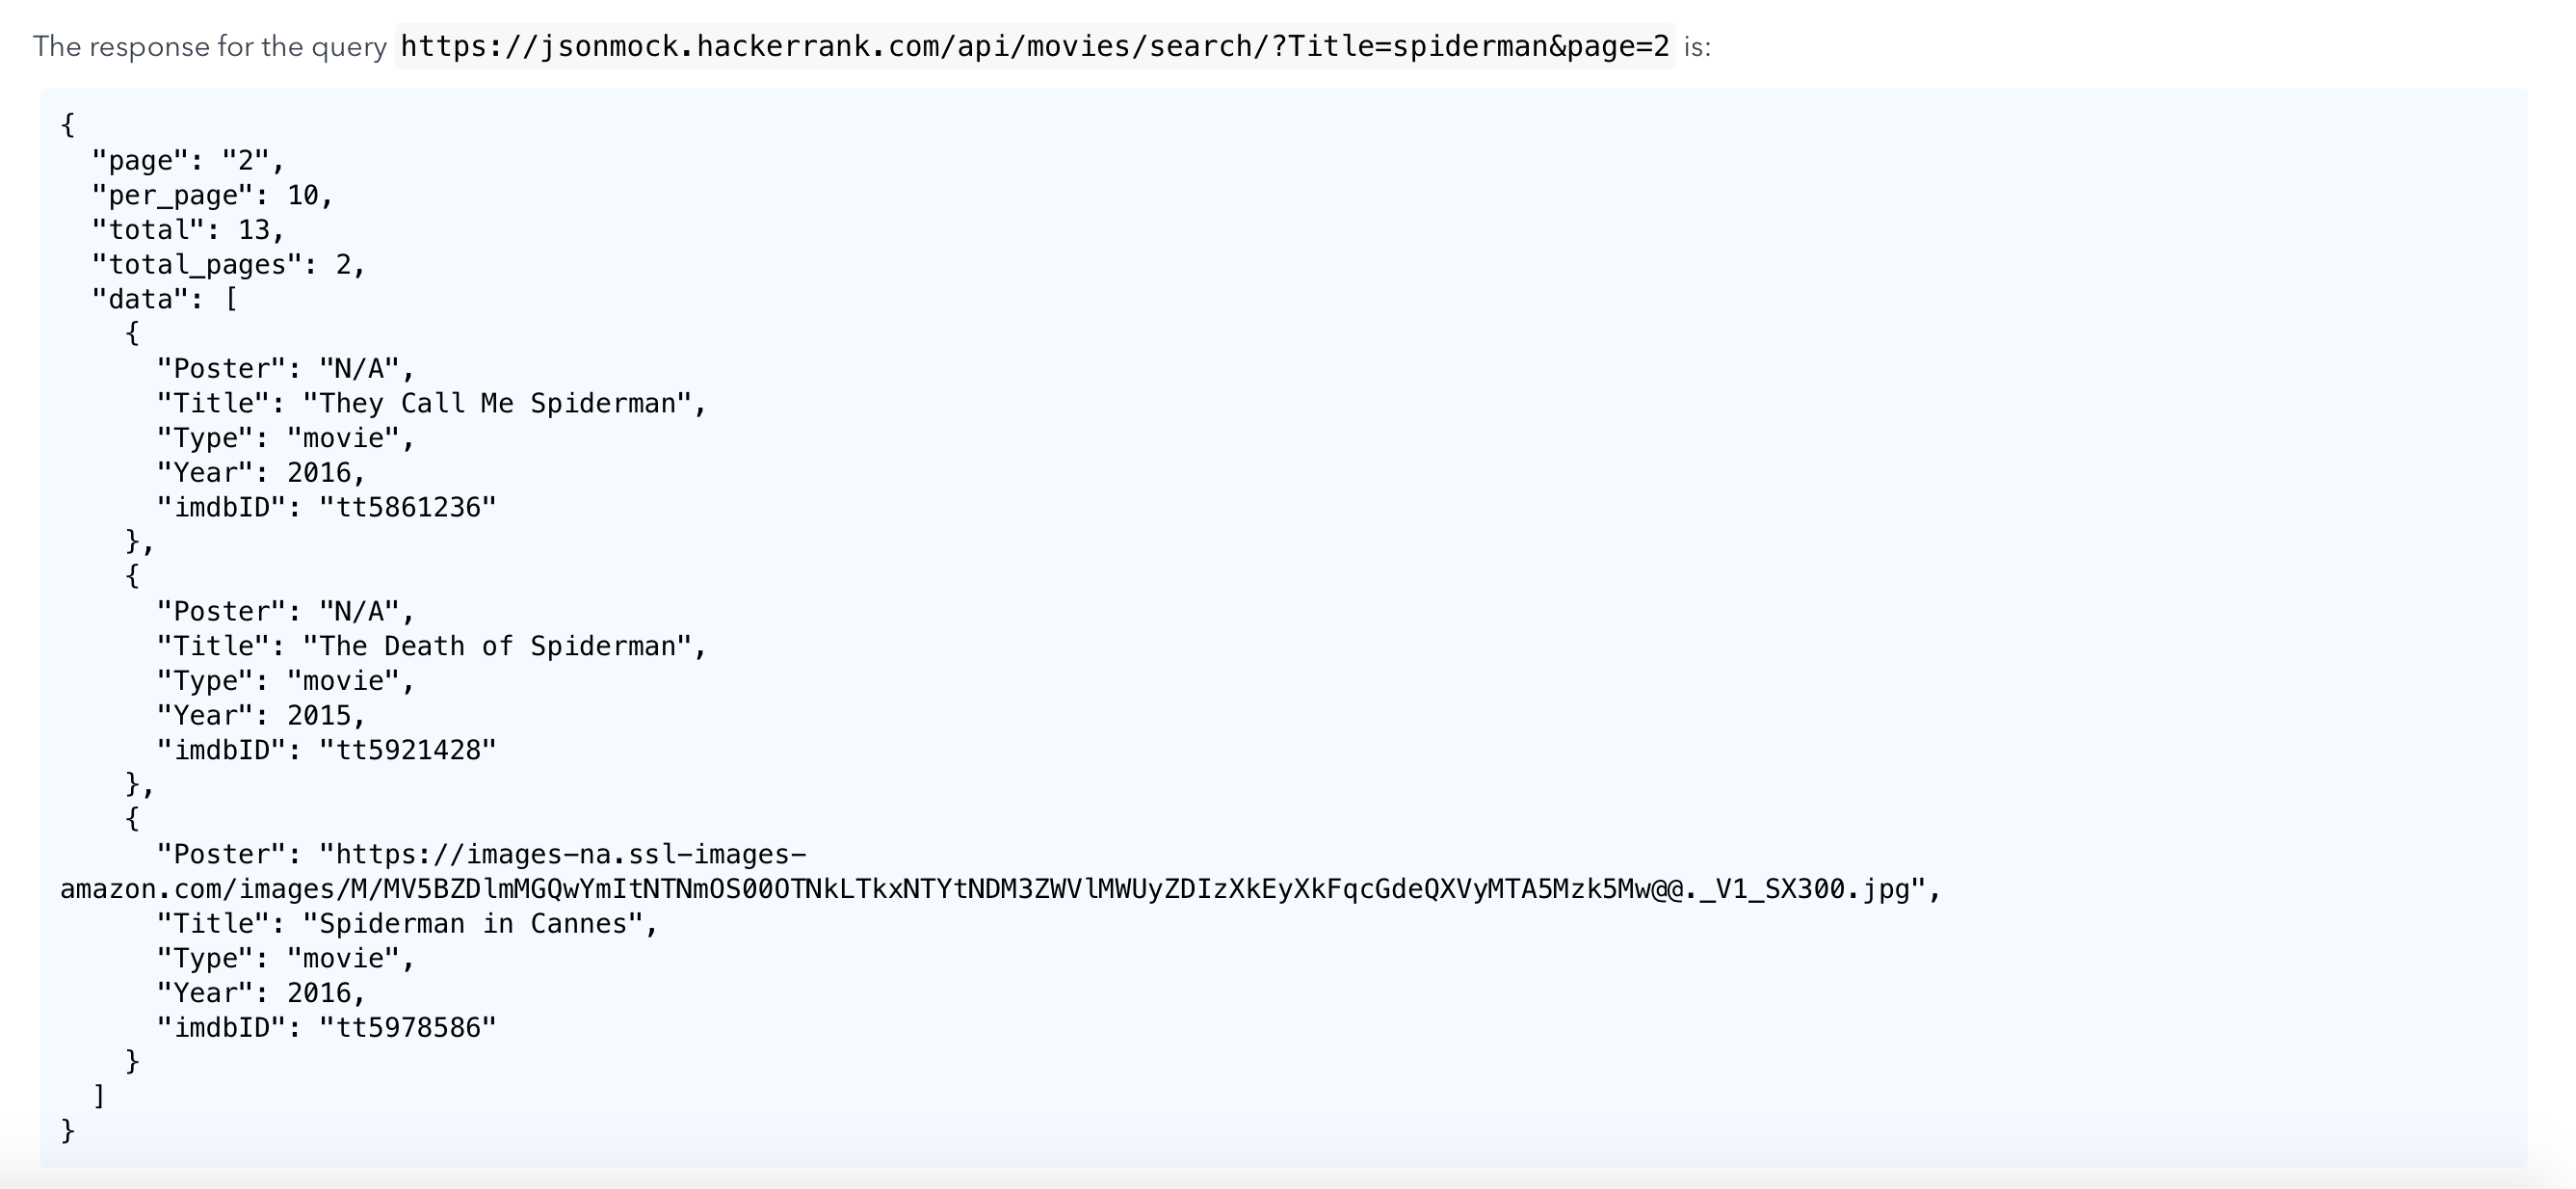 The response for the query https://jsonmock.hackerrank.com/api/movies/search/?Title=spiderman&page=2 is:
{
  "page": "2",
  "per_page": 10,
  "total": 13,
  "total_pages": 2,
  "data": [
    {
      "Poster": "N/A",
      "Title": "They Call Me Spiderman",
      "Type": "movie",
      "Year": 2016,
      "imdbID": "tt5861236"
    },
    {
      "Poster": "N/A",
      "Title": "The Death of Spiderman",
      "Type": "movie",
      "Year": 2015,
      "imdbID": "tt5921428"
    },
    {
      "Poster": "https://images-na.ssl-images-
amazon.com/images/M/MV5BZDlmMGQwYmItNTNmOS00OTNkLTkxNTYtNDM3ZWVlMWUyZDIzXkEyXkFqcGdeQXVyMTA5Mzk5Mw@@._V1_SX300.jpg",
      "Title": "Spiderman in Cannes",
      "Type": "movie",
      "Year": 2016,
      "imdbID": "tt5978586"
    }
  ]
}